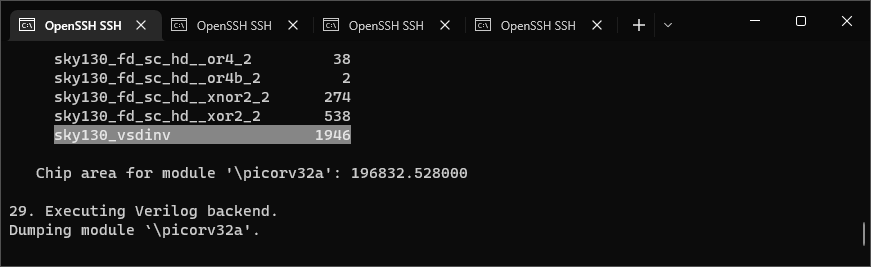 OpenSSH SSH OpenSSH SSH OpenSSH SSH OpenSSH SSH
sky130_fd_sc_hd__or4_2 38
sky130_fd_sc_hd__or4b_2 2
sky130_fd_sc_hd__xnor2_2 274
sky130_fd_sc_hd__xor2_2 538
sky130_vsdinv 1946
Chip area for module '\picorv32a': 196832.528000
29. Executing Verilog backend.
Dumping module `\picorv32a'.